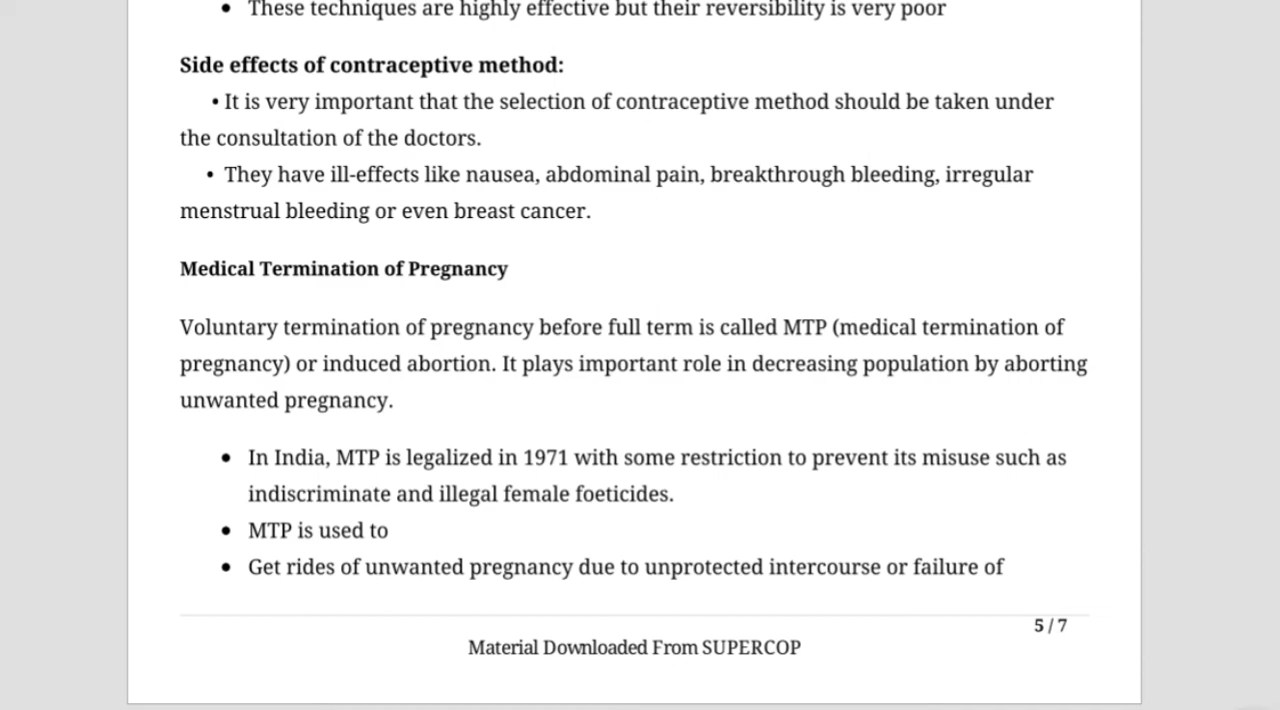 • These techniques are highly effective but their reversibility is very poor
Side effects of contraceptive method:
• It is very important that the selection of contraceptive method should be taken under
the consultation of the doctors.
• They have ill-effects like nausea, abdominal pain, breakthrough bleeding, irregular
menstrual bleeding or even breast cancer.
Medical Termination of Pregnancy
Voluntary termination of pregnancy before full term is called MTP (medical termination of
pregnancy) or induced abortion. It plays important role in decreasing population by aborting
unwanted pregnancy.
• In India, MTP is legalized in 1971 with some restriction to prevent its misuse such as
indiscriminate and illegal female foeticides.
• MTP is used to
• Get rides of unwanted pregnancy due to unprotected intercourse or failure of
5 / 7
Material Downloaded From SUPERCOP